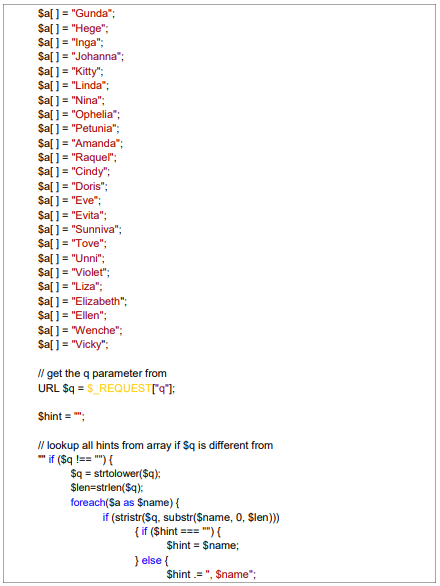 $a[ ] = "Gunda";
$a[ ] = "Hege";
$a[ ] = "Inga";
$a[ ] = "Johanna";
$a[ ] = "Kitty";
$a[ ] = "Linda";
$a[ ] = "Nina";
$a[ ] = "Ophelia";
$a[ ] = "Petunia";
$a[ ] = "Amanda";
$a[ ] = "Raquel";
$a[ ] = "Cindy";
$a[ ] = "Doris";
$a[ ] = "Eve";
$a[ ] = "Evita";
$a[ ] = "Sunniva";
$a[ ] = "Tove";
$a[ ] = "Unni";
$a[ ] = "Violet";
$a[ ] = "Liza";
$a[ ] = "Elizabeth";
$a[ ] = "Ellen";
$a[ ] = "Wenche";
$a[ ] = "Vicky";
// get the q parameter from
URL $q = $_REQUEST["q"];
$hint = "";
// lookup all hints from array if $q is different from
"" if ($q !== "") {
$q = strtolower($q);
$len=strlen($q);
foreach($a as $name) {
if (stristr($q, substr($name, 0, $len)))
{ if ($hint === "") {
$hint = $name;
} else {
$hint .= ", $name";